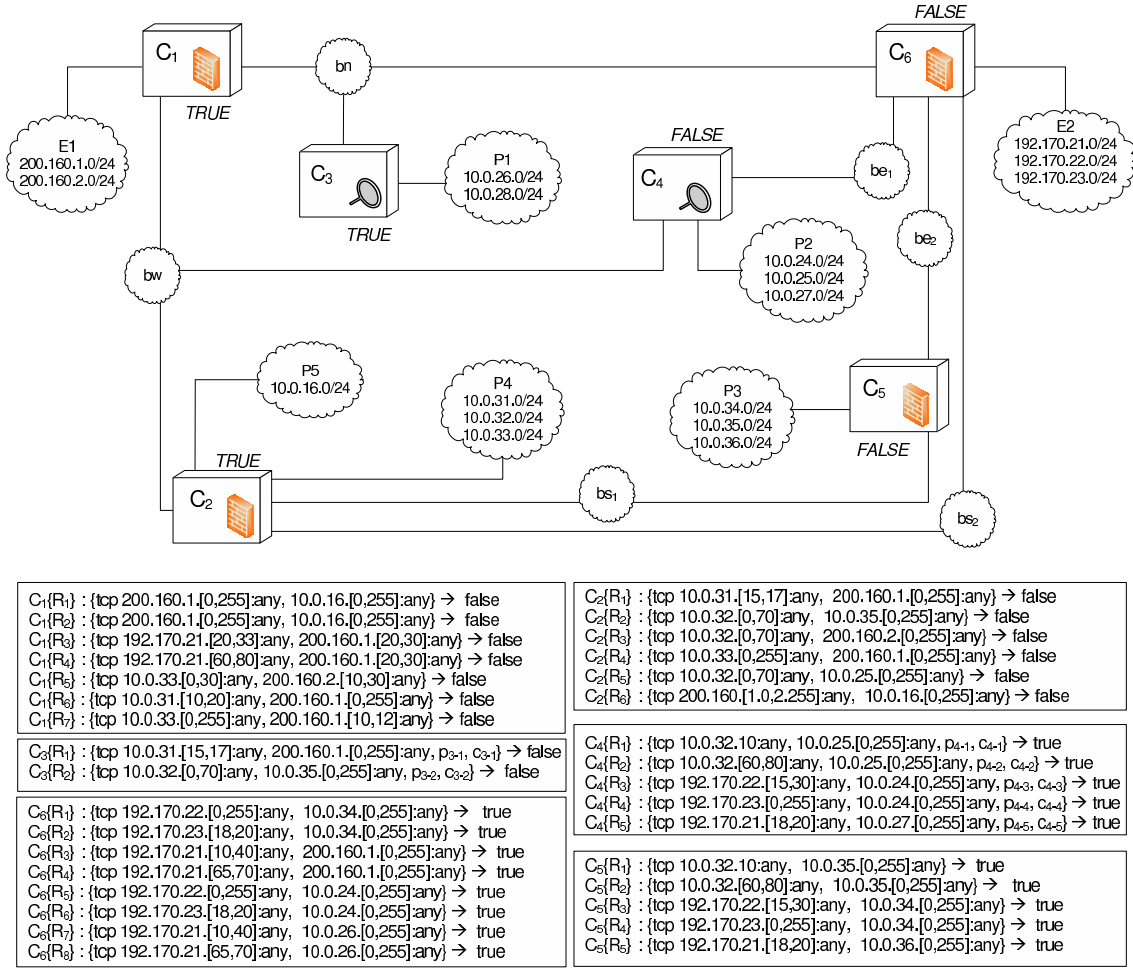 FALSE
C₁
bn
C₆
TRUE
E1
200.160.1.0/24
200.160.2.0/24
FALSE
E2
192.170.21.0/24
192.170.22.0/24
192.170.23.0/24
C₃
P1
10.0.26.0/24
10.0.28.0/24
C₄
be₁
TRUE
be₂
P2
10.0.24.0/24
10.0.25.0/24
10.0.27.0/24
bw
P5
10.0.16.0/24
P4
10.0.31.0/24
10.0.32.0/24
10.0.33.0/24
P3
10.0.34.0/24
10.0.35.0/24
10.0.36.0/24
C₅
FALSE
TRUE
C₂
bs₁
bs₂
C₁{R₁} : {tcp 200.160.1.[0,255]:any, 10.0.16.[0,255]:any} → false
C₁{R₂} : {tcp 200.160.1.[0,255]:any, 10.0.16.[0,255]:any} → false
C₁{R₃} : {tcp 192.170.21.[20,33]:any, 200.160.1.[20,30]:any} → false
C₁{R₄} : {tcp 192.170.21.[60,80]:any, 200.160.1.[20,30]:any} → false
C₁{R₅} : {tcp 10.0.33.[0,30]:any, 200.160.2.[10,30]:any} → false
C₁{R₆} : {tcp 10.0.31.[10,20]:any, 200.160.1.[0,255]:any} → false
C₁{R₇} : {tcp 10.0.33.[0,255]:any, 200.160.1.[10,12]:any} → false
C₂{R₁} : {tcp 10.0.31.[15,17]:any, 200.160.1.[0,255]:any} → false
C₂{R₂} : {tcp 10.0.32.[0,70]:any, 10.0.35.[0,255]:any} → false
C₂{R₃} : {tcp 10.0.32.[0,70]:any, 200.160.2.[0,255]:any} → false
C₂{R₄} : {tcp 10.0.33.[0,255]:any, 200.160.1.[0,255]:any} → false
C₂{R₅} : {tcp 10.0.32.[0,70]:any, 10.0.25.[0,255]:any} → false
C₂{R₆} : {tcp 200.160.[1.0,2.255]:any, 10.0.16.[0,255]:any} → false
C₃{R₁} : {tcp 10.0.31.[15,17]:any, 200.160.1.[0,255]:any, p₃₋₁, c₃₋₁} → false
C₃{R₂} : {tcp 10.0.32.[0,70]:any, 10.0.35.[0,255]:any, p₃₋₂, c₃₋₂} → false
C₄{R₁} : {tcp 10.0.32.10:any, 10.0.25.[0,255]:any, p₄₋₁, c₄₋₁} → true
C₄{R₂} : {tcp 10.0.32.[60,80]:any, 10.0.25.[0,255]:any, p₄₋₂, c₄₋₂} → true
C₄{R₃} : {tcp 192.170.22.[15,30]:any, 10.0.24.[0,255]:any, p₄₋₃, c₄₋₃} → true
C₄{R₄} : {tcp 192.170.23.[0,255]:any, 10.0.24.[0,255]:any, p₄₋₄, c₄₋₄} → true
C₄{R₅} : {tcp 192.170.21.[18,20]:any, 10.0.27.[0,255]:any, p₄₋₅, c₄₋₅} → true
C₆{R₁} : {tcp 192.170.22.[0,255]:any, 10.0.34.[0,255]:any} → true
C₆{R₂} : {tcp 192.170.23.[18,20]:any, 10.0.34.[0,255]:any} → true
C₆{R₃} : {tcp 192.170.21.[10,40]:any, 200.160.1.[0,255]:any} → true
C₆{R₄} : {tcp 192.170.21.[65,70]:any, 200.160.1.[0,255]:any} → true
C₆{R₅} : {tcp 192.170.22.[0,255]:any, 10.0.24.[0,255]:any} → true
C₆{R₆} : {tcp 192.170.23.[18,20]:any, 10.0.24.[0,255]:any} → true
C₆{R₇} : {tcp 192.170.21.[10,40]:any, 10.0.26.[0,255]:any} → true
C₆{R₈} : {tcp 192.170.21.[65,70]:any, 10.0.26.[0,255]:any} → true
C₅{R₁} : {tcp 10.0.32.10:any, 10.0.35.[0,255]:any} → true
C₅{R₂} : {tcp 10.0.32.[60,80]:any, 10.0.35.[0,255]:any} → true
C₅{R₃} : {tcp 192.170.22.[15,30]:any, 10.0.34.[0,255]:any} → true
C₅{R₄} : {tcp 192.170.23.[0,255]:any, 10.0.34.[0,255]:any} → true
C₅{R₅} : {tcp 192.170.21.[18,20]:any, 10.0.36.[0,255]:any} → true